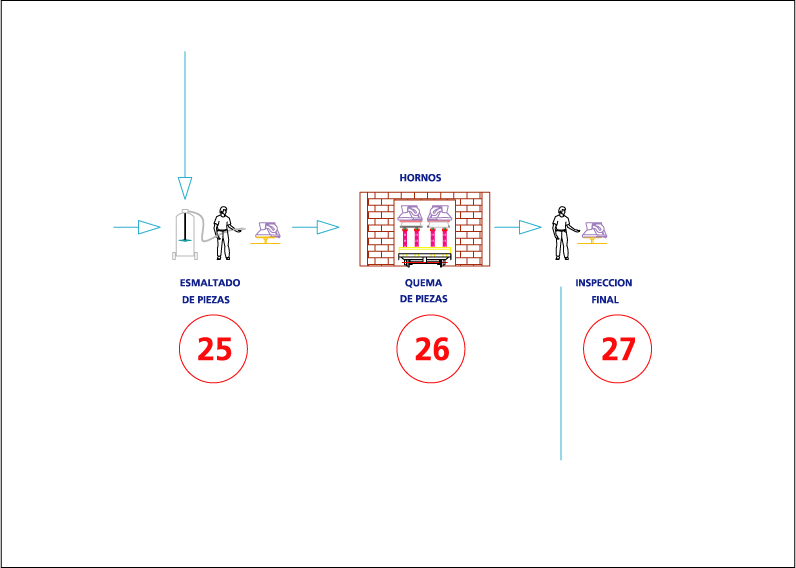 HORNOS
ESMALTADO
DE PIEZAS
QUEMA
DE PIEZAS
INSPECCION
FINAL
25
26
27